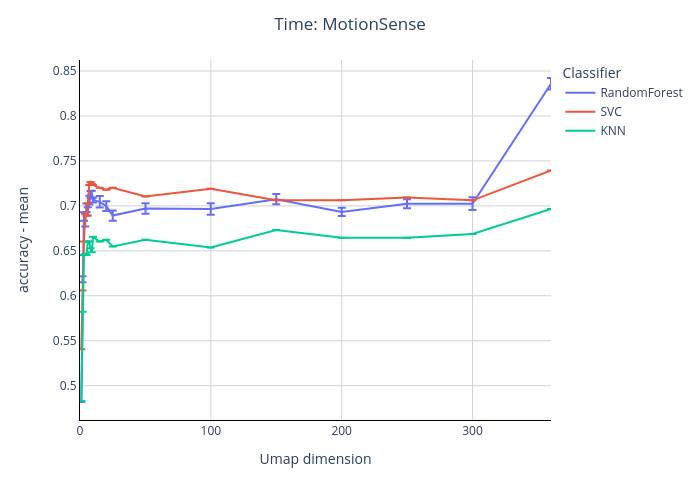 Time: MotionSense
accuracy - mean
0.85
0.8
0.75
0.7
0.65
0.6
0.55
0.5
0
100
200
300
Umap dimension
Classifier
RandomForest
SVC
KNN